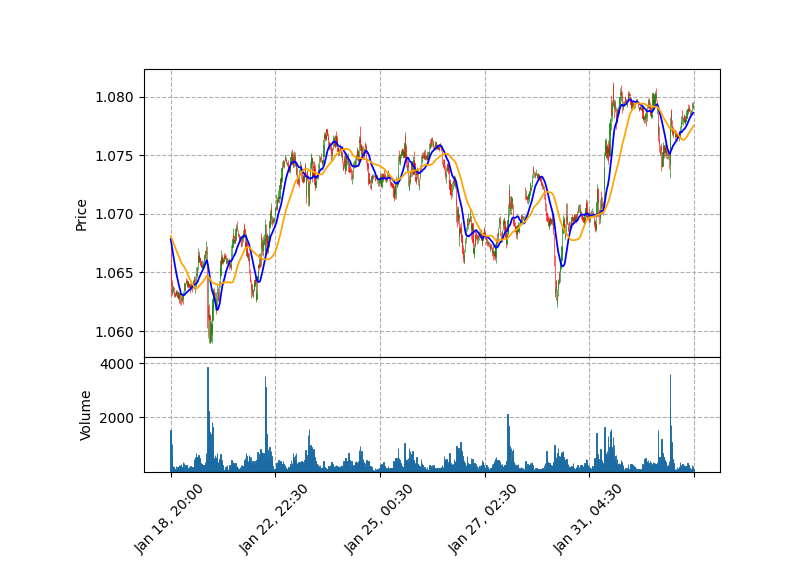 1.080
1.075
1.070
1.065
1.060
Price
4000
2000
Volume
Jan 18, 20:00
Jan 22, 22:30
Jan 25, 00:30
Jan 27, 02:30
Jan 31, 04:30